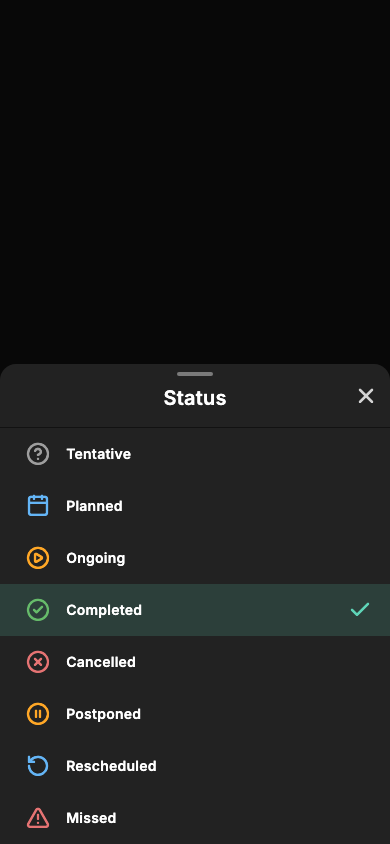 Status
Tentative
Planned
Ongoing
Completed
Cancelled
Postponed
Rescheduled
Missed